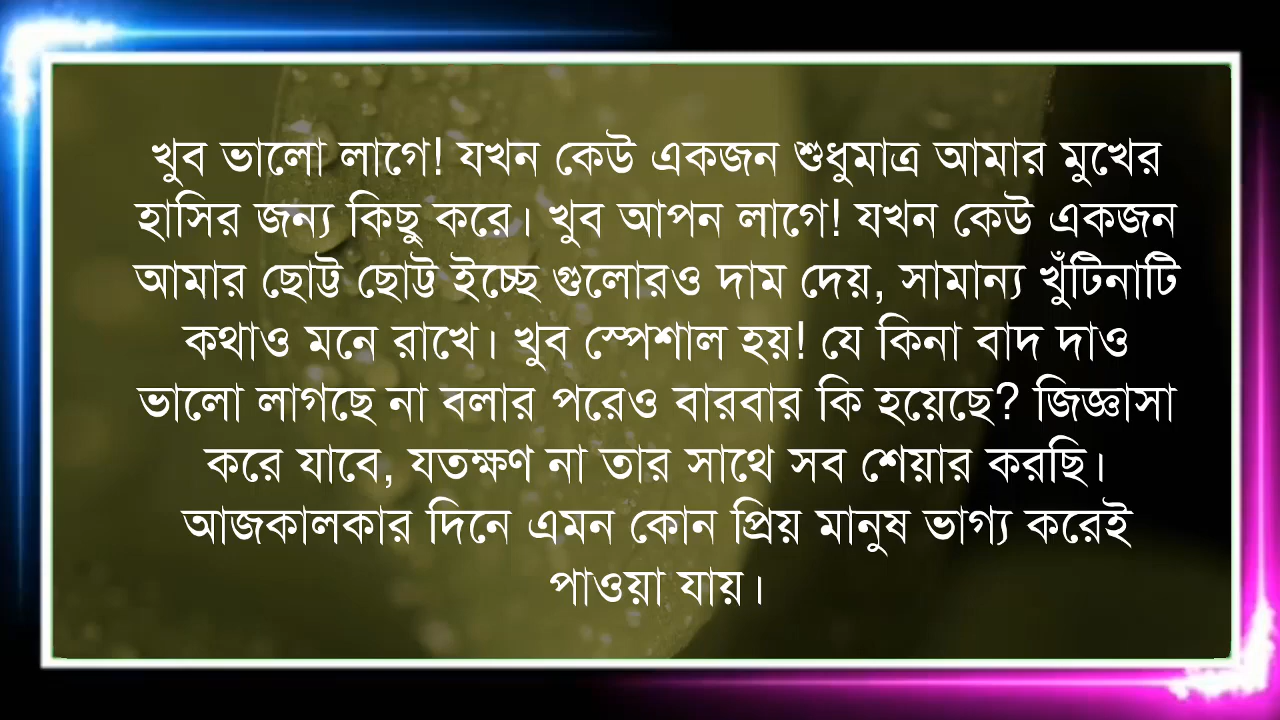 খুব ভালো লাগে! যখন কেউ একজন শুধুমাত্র আমার মুখের
হাসির জন্য কিছু করে। খুব আপন লাগে! যখন কেউ একজন
আমার ছোট্ট ছোট্ট ইচ্ছে গুলোরও দাম দেয়, সামান্য খুঁটিনাটি
কথাও মনে রাখে। খুব স্পেশাল হয়! যে কিনা বাদ দাও
ভালো লাগছে না বলার পরেও বারবার কি হয়েছে? জিজ্ঞাসা
করে যাবে, যতক্ষণ না তার সাথে সব শেয়ার করছি।
আজকালকার দিনে এমন কোন প্রিয় মানুষ ভাগ্য করেই
পাওয়া যায়।